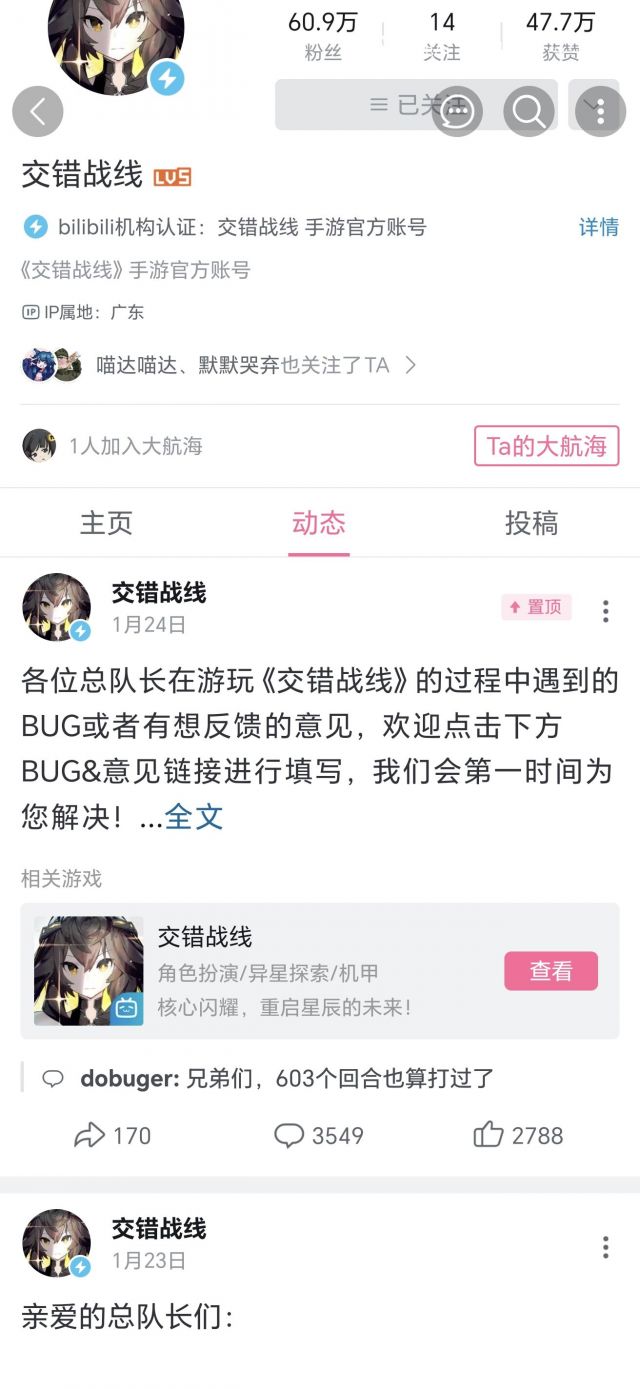 60.9万
14
47.7万
粉丝
关注
获赞
已关注
交错战线 LV5
bilibili机构认证：交错战线 手游官方账号
详情
《交错战线》手游官方账号
IP IP属地：广东
喵达喵达、默默哭弃也关注了TA
1人加入大航海
Ta的大航海
主页
动态
投稿
交错战线
1月24日
置顶
各位总队长在游玩《交错战线》的过程中遇到的
BUG或者有想反馈的意见，欢迎点击下方
BUG&意见链接进行填写，我们会第一时间为
您解决！...全文
相关游戏
交错战线
角色扮演/异星探索/机甲
核心闪耀，重启星辰的未来！
查看
dobuger: 兄弟们，603个回合也算打过了
170
3549
2788
交错战线
1月23日
亲爱的总队长们：